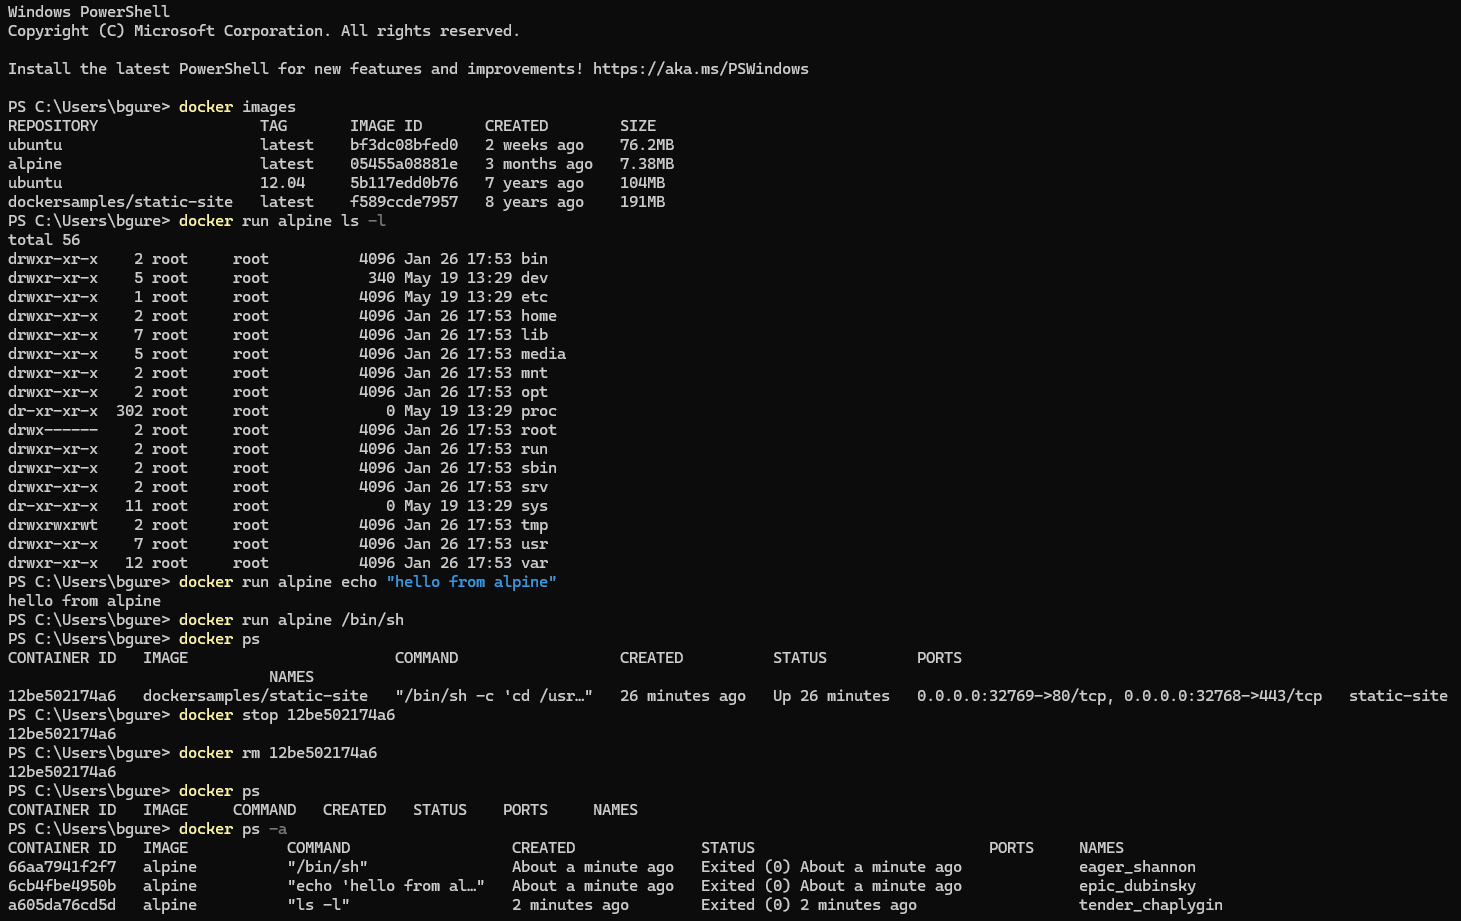 Windows PowerShell
Copyright (C) Microsoft Corporation. All rights reserved.
Install the latest PowerShell for new features and improvements! https://aka.ms/PSWindows
PS C:\Users\bgure> docker images
REPOSITORY                  TAG       IMAGE ID       CREATED        SIZE
ubuntu                      latest    bf3dc08bfed0   2 weeks ago    76.2MB
alpine                      latest    05455a08881e   3 months ago   7.38MB
ubuntu                      12.04     5b117edd0b76   7 years ago    104MB
dockersamples/static-site   latest    f589ccde7957   8 years ago    191MB
PS C:\Users\bgure> docker run alpine ls -l
total 56
drwxr-xr-x    2 root     root          4096 Jan 26 17:53 bin
drwxr-xr-x    5 root     root           340 May 19 13:29 dev
drwxr-xr-x    1 root     root          4096 May 19 13:29 etc
drwxr-xr-x    2 root     root          4096 Jan 26 17:53 home
drwxr-xr-x    7 root     root          4096 Jan 26 17:53 lib
drwxr-xr-x    5 root     root          4096 Jan 26 17:53 media
drwxr-xr-x    2 root     root          4096 Jan 26 17:53 mnt
drwxr-xr-x    2 root     root          4096 Jan 26 17:53 opt
dr-xr-xr-x  302 root     root             0 May 19 13:29 proc
drwx------    2 root     root          4096 Jan 26 17:53 root
drwxr-xr-x    2 root     root          4096 Jan 26 17:53 run
drwxr-xr-x    2 root     root          4096 Jan 26 17:53 sbin
drwxr-xr-x    2 root     root          4096 Jan 26 17:53 srv
dr-xr-xr-x   11 root     root             0 May 19 13:29 sys
drwxrwxrwt    2 root     root          4096 Jan 26 17:53 tmp
drwxr-xr-x    7 root     root          4096 Jan 26 17:53 usr
drwxr-xr-x   12 root     root          4096 Jan 26 17:53 var
PS C:\Users\bgure> docker run alpine echo "hello from alpine"
hello from alpine
PS C:\Users\bgure> docker run alpine /bin/sh
PS C:\Users\bgure> docker ps
CONTAINER ID   IMAGE                       COMMAND                  CREATED          STATUS          PORTS
                             NAMES
12be502174a6   dockersamples/static-site   "/bin/sh -c 'cd /usr…"   26 minutes ago   Up 26 minutes   0.0.0.0:32769->80/tcp, 0.0.0.0:32768->443/tcp   static-site
PS C:\Users\bgure> docker stop 12be502174a6
12be502174a6
PS C:\Users\bgure> docker rm 12be502174a6
12be502174a6
PS C:\Users\bgure> docker ps
CONTAINER ID   IMAGE     COMMAND   CREATED   STATUS    PORTS     NAMES
PS C:\Users\bgure> docker ps -a
CONTAINER ID   IMAGE           COMMAND                  CREATED              STATUS                          PORTS     NAMES
66aa7941f2f7   alpine          "/bin/sh"                About a minute ago   Exited (0) About a minute ago             eager_shannon
6cb4fbe4950b   alpine          "echo 'hello from al…"   About a minute ago   Exited (0) About a minute ago             epic_dubinsky
a605da76cd5d   alpine          "ls -l"                  2 minutes ago        Exited (0) 2 minutes ago                  tender_chaplygin